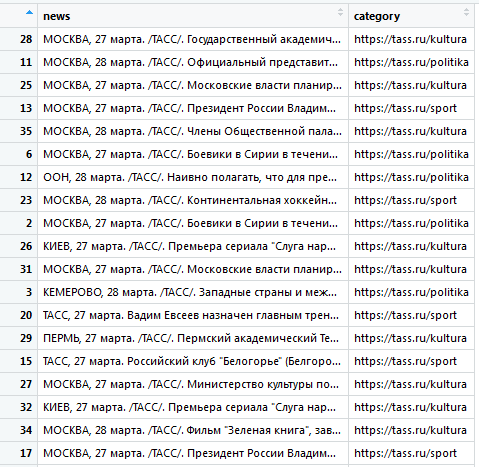 news category
28 МОСКВА, 27 марта. /ТАСС/. Государственный академич... https://tass.ru/kultura
11 МОСКВА, 28 марта. /ТАСС/. Официальный представит... https://tass.ru/politika
25 МОСКВА, 27 марта. /ТАСС/. Московские власти планир... https://tass.ru/kultura
13 МОСКВА, 27 марта. /ТАСС/. Президент России Владим... https://tass.ru/sport
35 МОСКВА, 28 марта. /ТАСС/. Члены Общественной пала... https://tass.ru/kultura
6 МОСКВА, 27 марта. /ТАСС/. Боевики в Сирии в течени... https://tass.ru/politika
12 ООН, 28 марта. /ТАСС/. Наивно полагать, что для пре... https://tass.ru/politika
23 МОСКВА, 28 марта. /ТАСС/. Континентальная хоккейн... https://tass.ru/sport
2 МОСКВА, 27 марта. /ТАСС/. Боевики в Сирии в течени... https://tass.ru/politika
26 КИЕВ, 27 марта. /ТАСС/. Премьера сериала "Слуга нар... https://tass.ru/kultura
31 МОСКВА, 27 марта. /ТАСС/. Московские власти планир... https://tass.ru/kultura
3 КЕМЕРОВО, 28 марта. /ТАСС/. Западные страны и меж... https://tass.ru/politika
20 ТАСС, 27 марта. Вадим Евсеев назначен главным трен... https://tass.ru/sport
29 ПЕРМЬ, 27 марта. /ТАСС/. Пермский академический Те... https://tass.ru/kultura
15 ТАСС, 27 марта. Российский клуб "Белогорье" (Белгоро... https://tass.ru/sport
27 МОСКВА, 27 марта. /ТАСС/. Министерство культуры по... https://tass.ru/kultura
32 КИЕВ, 27 марта. /ТАСС/. Премьера сериала "Слуга нар... https://tass.ru/kultura
34 МОСКВА, 28 марта. /ТАСС/. Фильм "Зеленая книга", зав... https://tass.ru/kultura
17 МОСКВА, 27 марта. /ТАСС/. Президент России Владим... https://tass.ru/sport